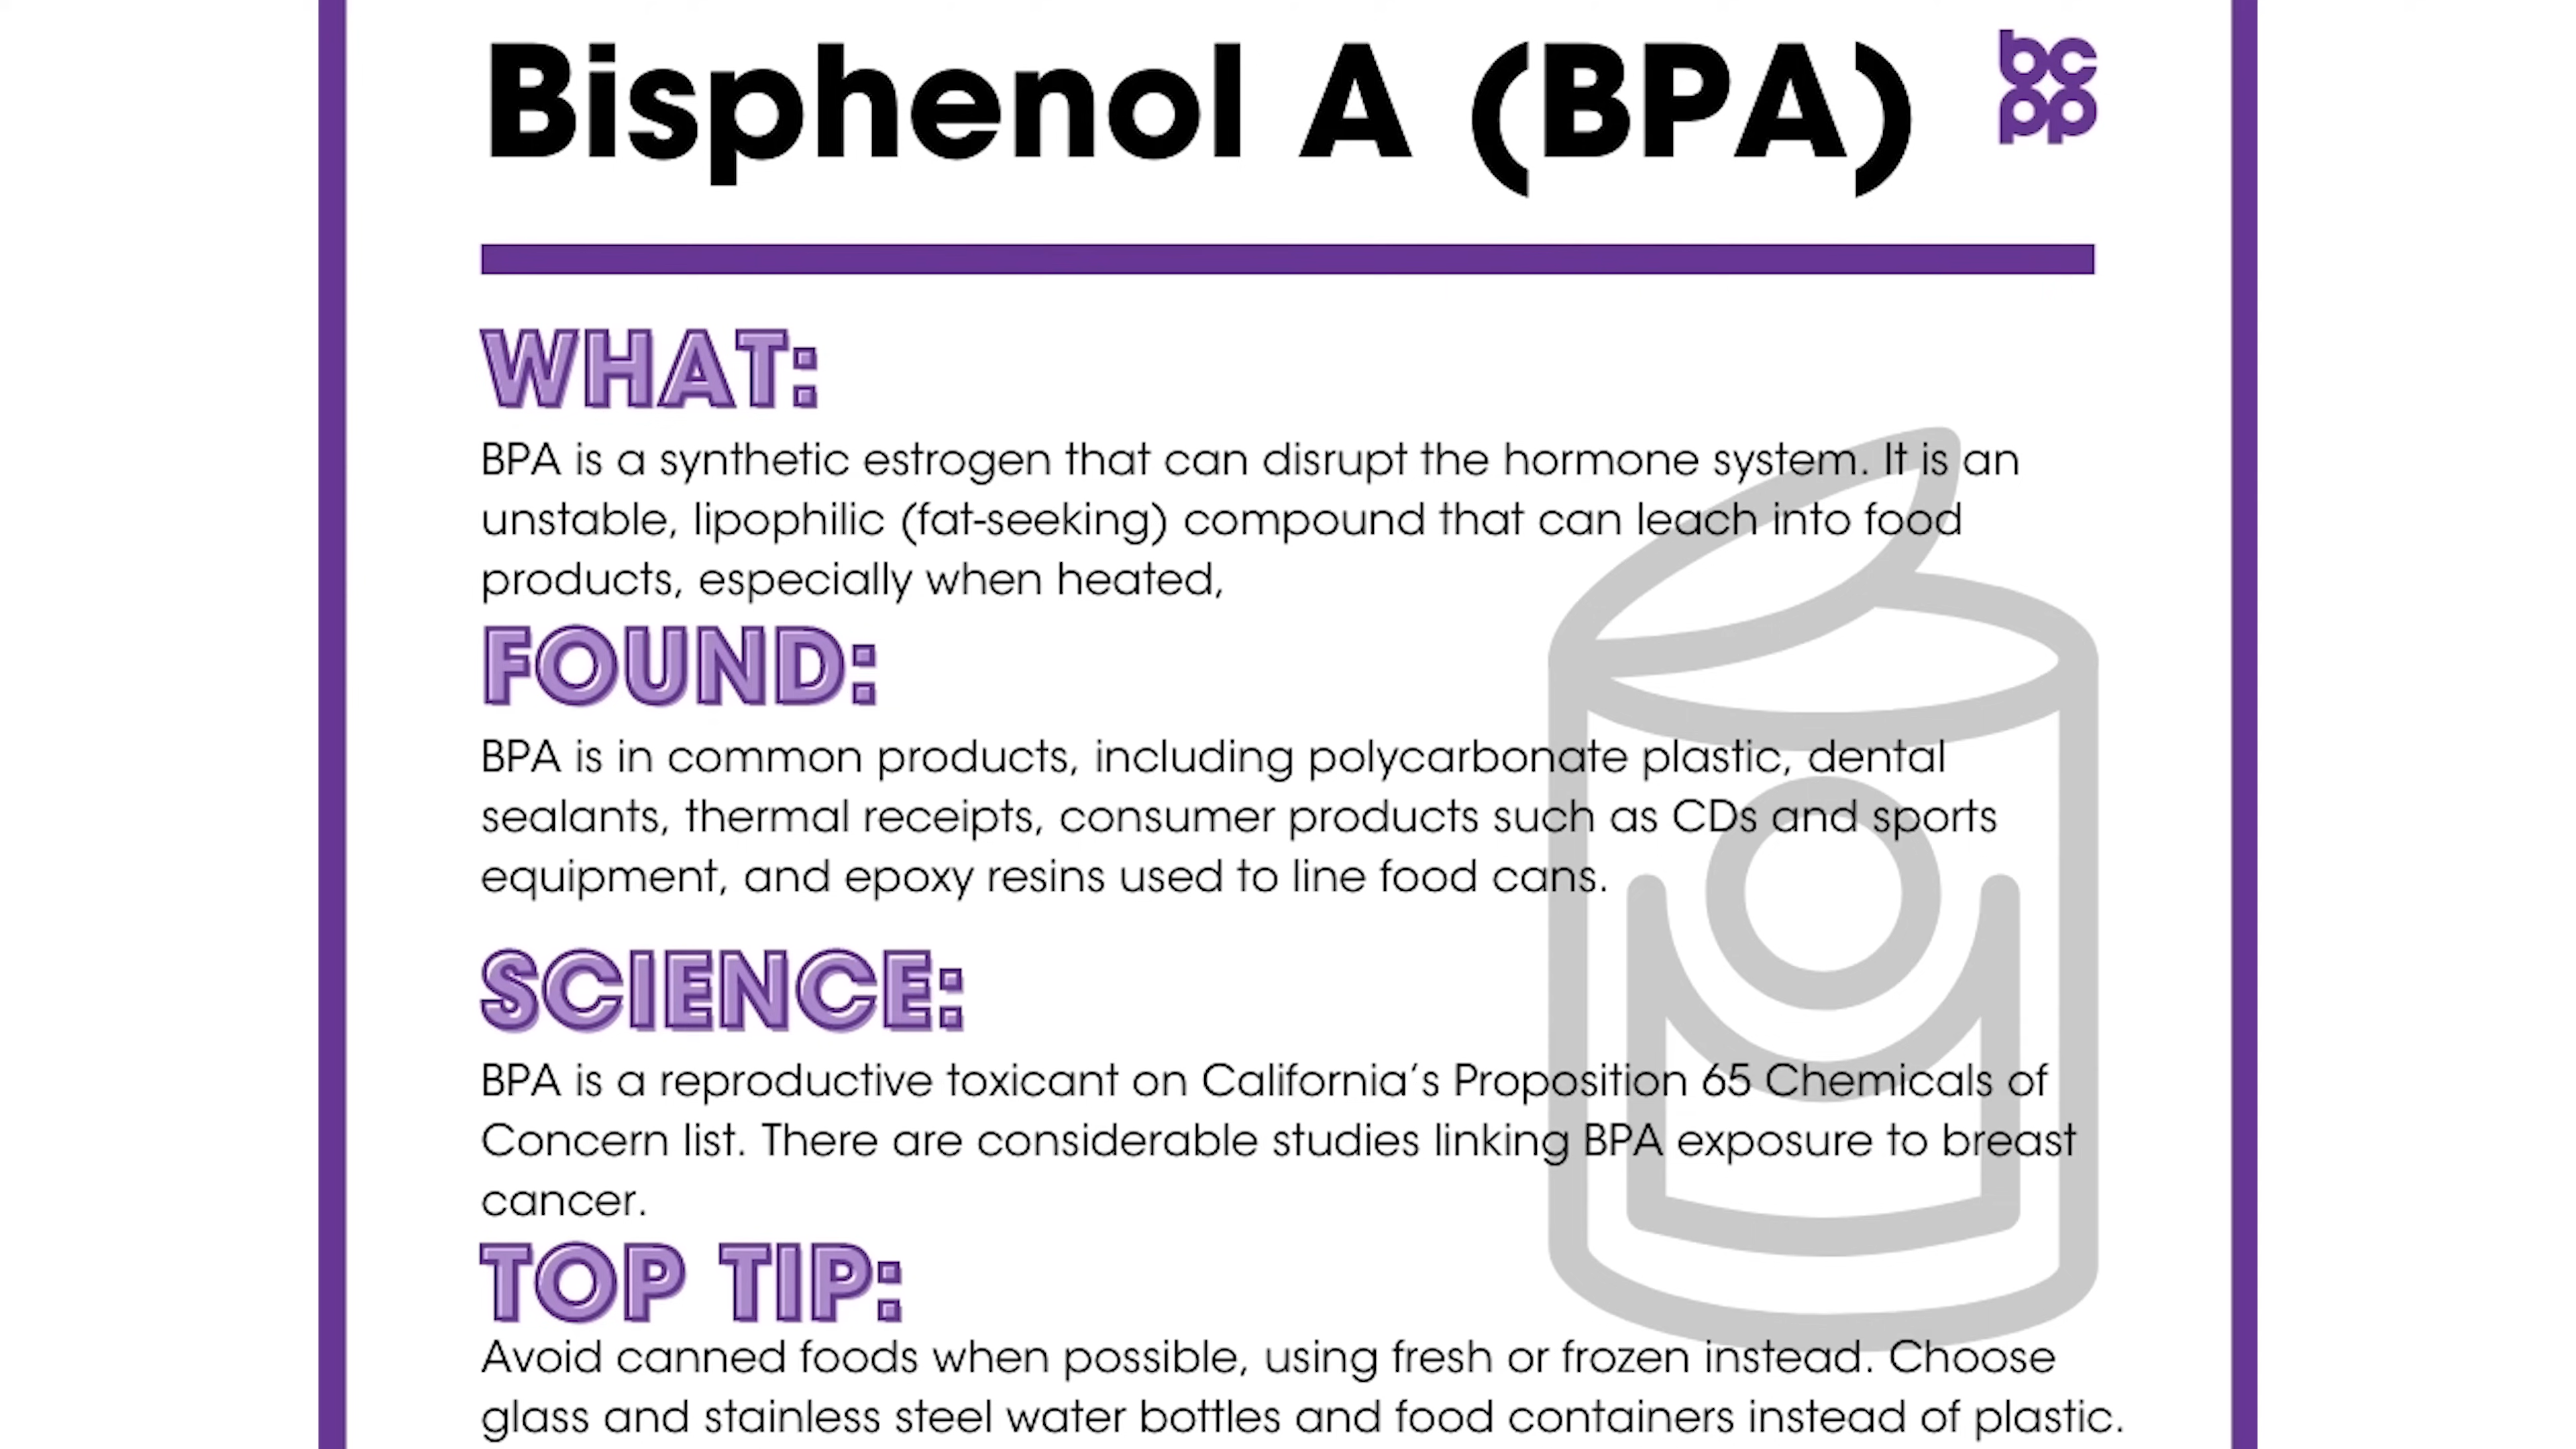 Bisphenol A (BPA)
bc
pp
WHAT:
BPA is a synthetic estrogen that can disrupt the hormone system. It is an
unstable, lipophilic (fat-seeking) compound that can leach into food
products, especially when heated,
FOUND:
BPA is in common products, including polycarbonate plastic, dental
sealants, thermal receipts, consumer products such as CDs and sports
equipment, and epoxy resins used to line food cans.
SCIENCE:
BPA is a reproductive toxicant on California’s Proposition 65 Chemicals of
Concern list. There are considerable studies linking BPA exposure to breast
cancer.
TOP TIP:
Avoid canned foods when possible, using fresh or frozen instead. Choose
glass and stainless steel water bottles and food containers instead of plastic.